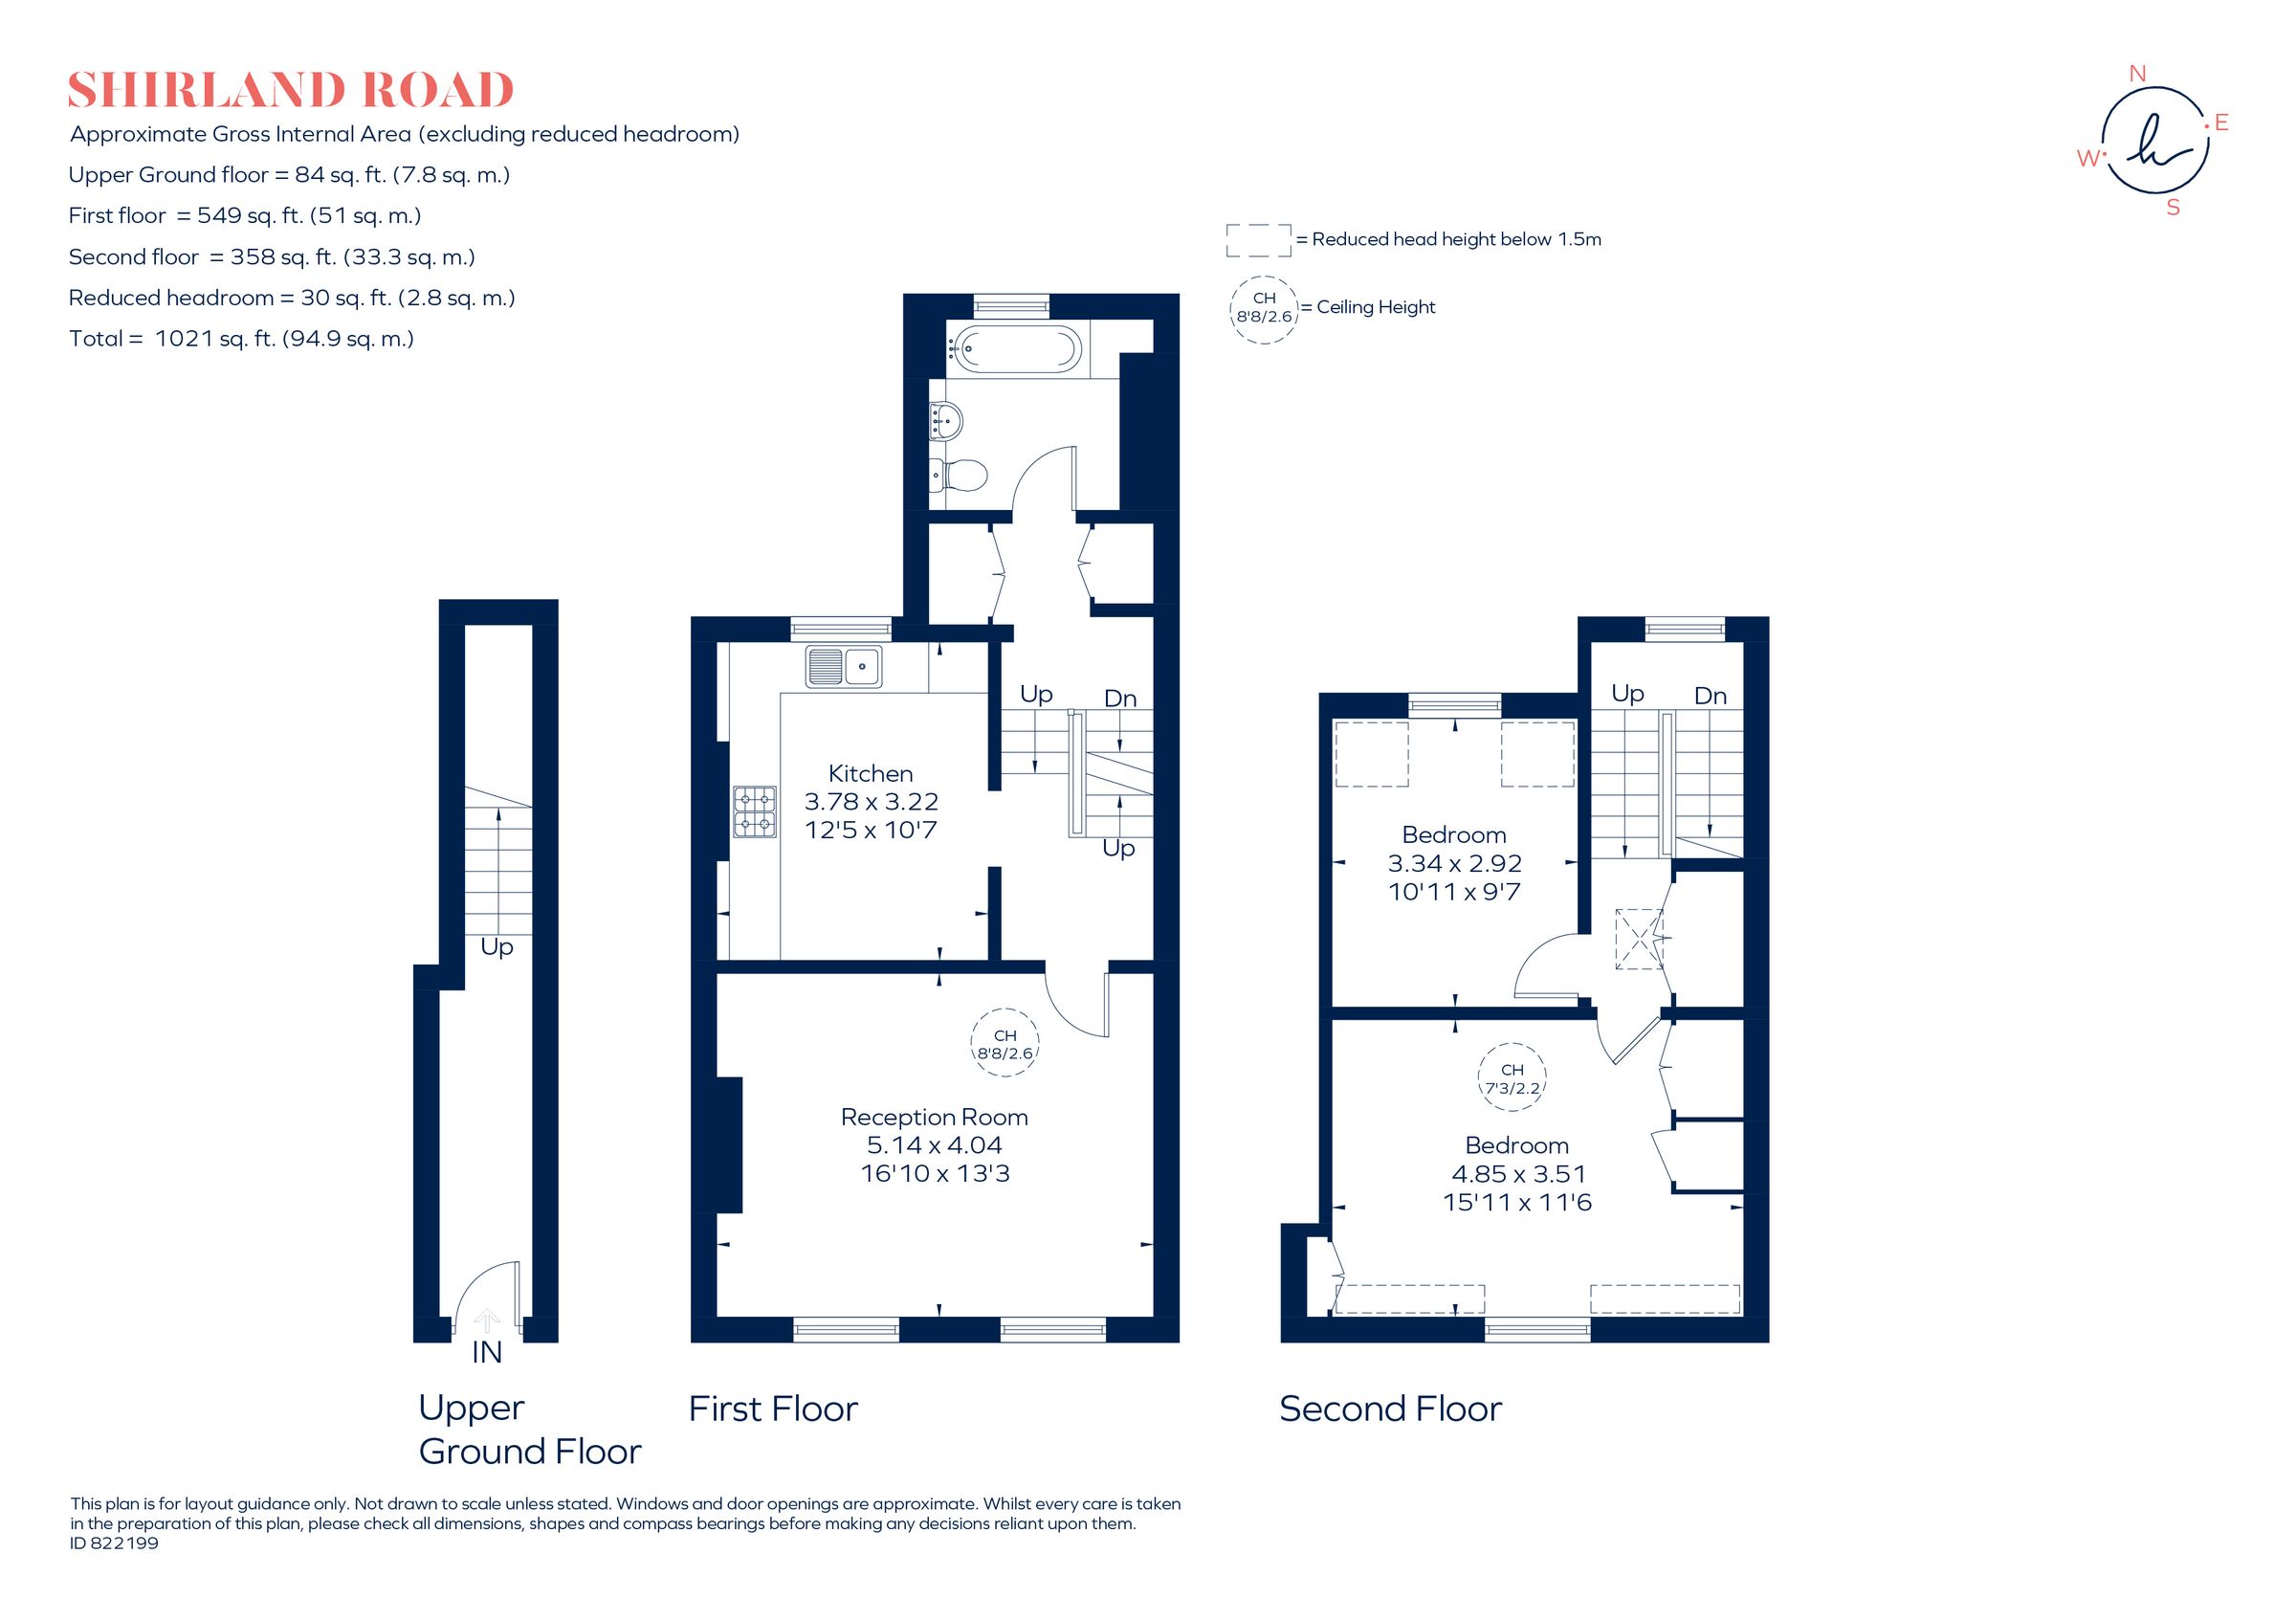 SHIRLAND ROAD
Approximate Gross Internal Area (excluding reduced headroom)
Upper Ground floor = 84 sq. ft. (7.8 sq. m.)
First floor = 549 sq. ft. (51 sq. m.)
Second floor = 358 sq. ft. (33.3 sq. m.)
Reduced headroom = 30 sq. ft. (2.8 sq. m.)
Total = 1021 sq. ft. (94.9 sq. m.)
N
E
W
S
= Reduced head height below 1.5m
CH
8'8/2.6
= Ceiling Height
Up
IN
Upper
Ground Floor
Up
Dn
Up
Kitchen
3.78 x 3.22
12'5 x 10'7
CH
8'8/2.6
Reception Room
5.14 x 4.04
16'10 x 13'3
First Floor
Up
Dn
Bedroom
3.34 x 2.92
10'11 x 9'7
CH
7'3/2.2
Bedroom
4.85 x 3.51
15'11 x 11'6
Second Floor
This plan is for layout guidance only. Not drawn to scale unless stated. Windows and door openings are approximate. Whilst every care is taken
in the preparation of this plan, please check all dimensions, shapes and compass bearings before making any decisions reliant upon them.
ID 822199